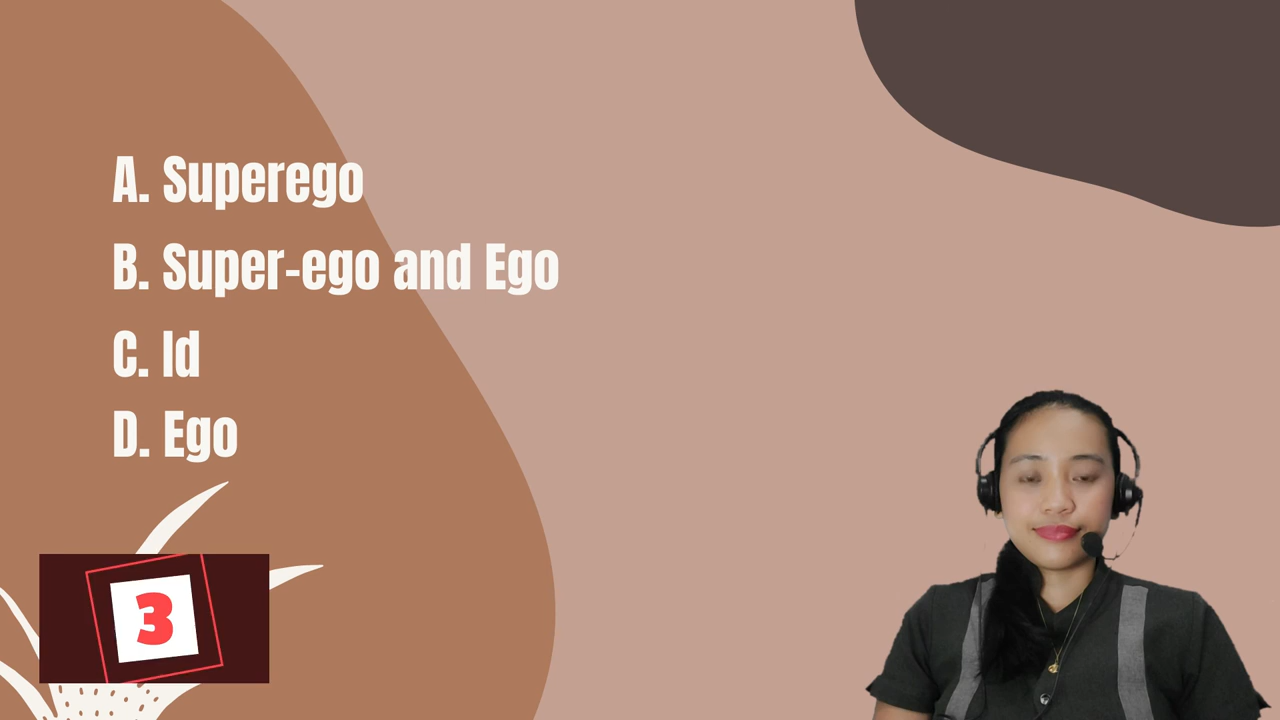 A. Superego
B. Super-ego and Ego
C. Id
D. Ego
3